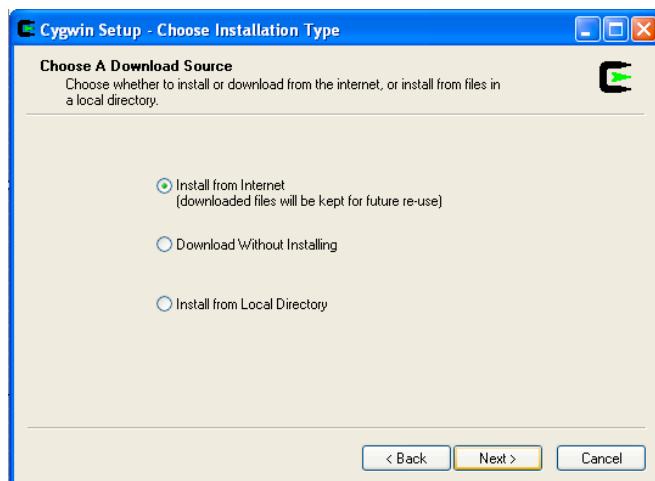 Cygwin Setup - Choose Installation Type
Choose A Download Source
Choose whether to install or download from the internet, or install from files in
a local directory.
Install from Internet
(downloaded files will be kept for future re-use)
Download Without Installing
Install from Local Directory
< Back Next > Cancel